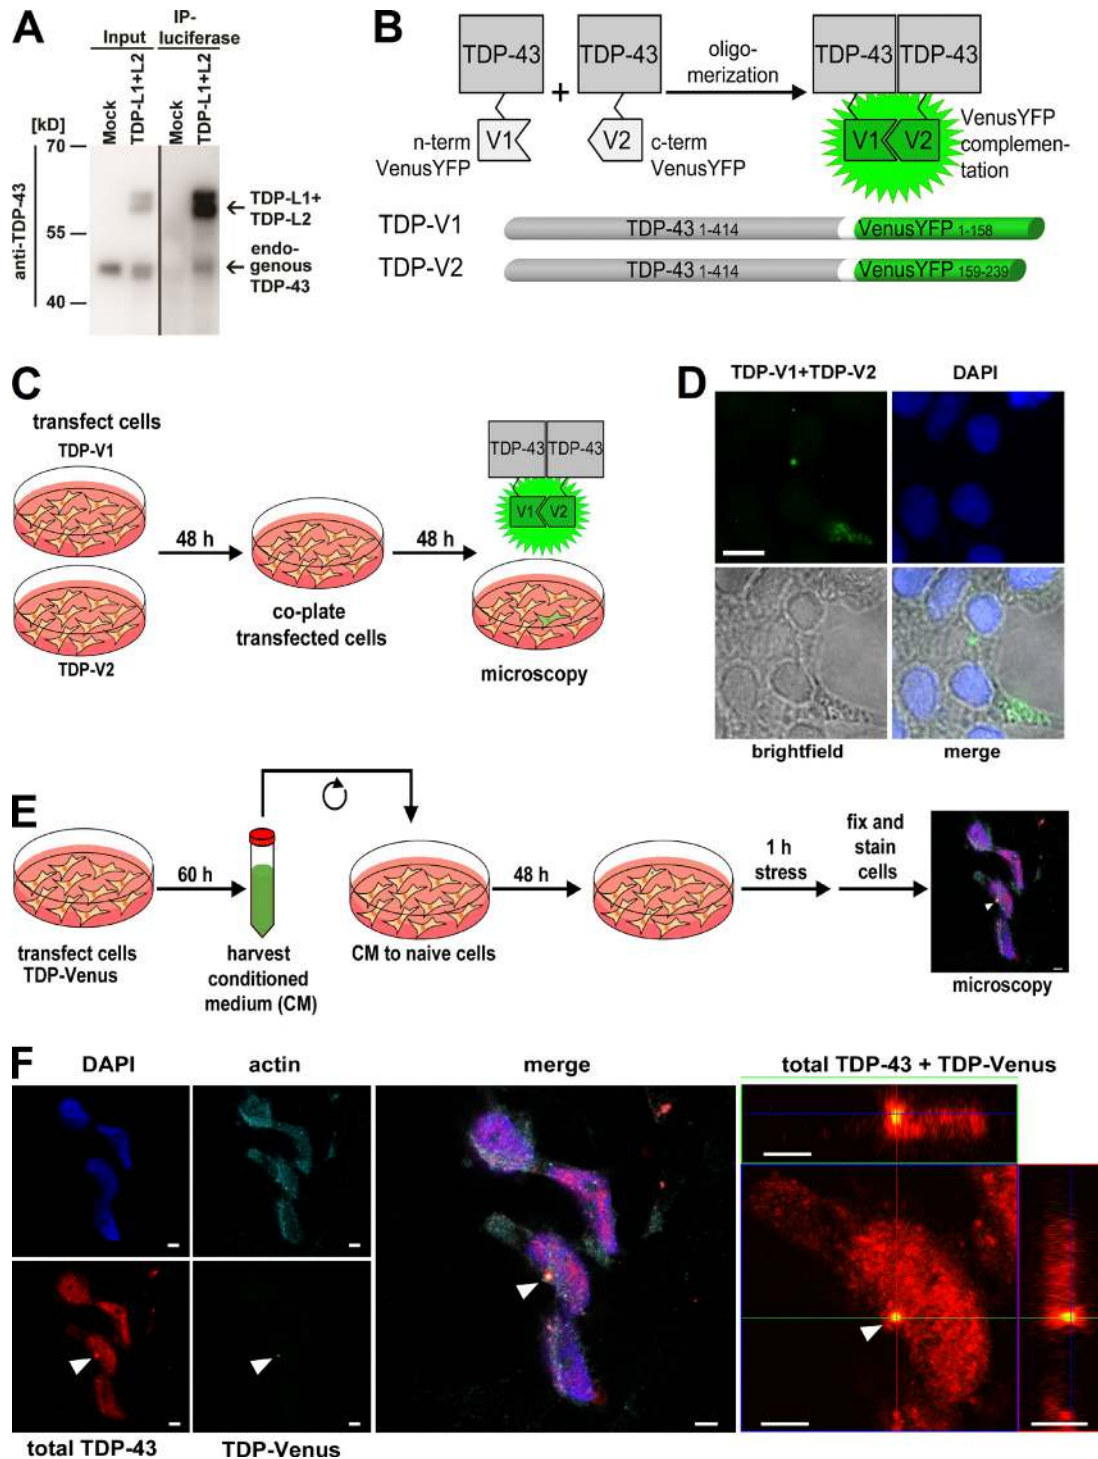 A
Input
IP-
luciferase
Mock
TDP-L1+L2
Mock
TDP-L1+L2
[kD]
70
55
40
anti-TDP-43
TDP-L1+
TDP-L2
endo-
genous
TDP-43
B
TDP-43
+
TDP-43
oligo-
merization
TDP-43
TDP-43
V1
n-term
VenusYFP
V2
c-term
VenusYFP
V1
V2
VenusYFP
complemen-
tation
TDP-V1
TDP-43 1-414
VenusYFP 1-158
TDP-V2
TDP-43 1-414
VenusYFP 159-239
C
transfect cells
TDP-V1
TDP-V2
48 h
co-plate
transfected cells
48 h
TDP-43
TDP-43
V1
V2
microscopy
D
TDP-V1+TDP-V2
DAPI
brightfield
merge
E
transfect cells
TDP-Venus
60 h
harvest
conditioned
medium (CM)
CM to naive cells
48 h
1 h
stress
fix and
stain
cells
microscopy
F
DAPI
actin
merge
total TDP-43 + TDP-Venus
total TDP-43
TDP-Venus